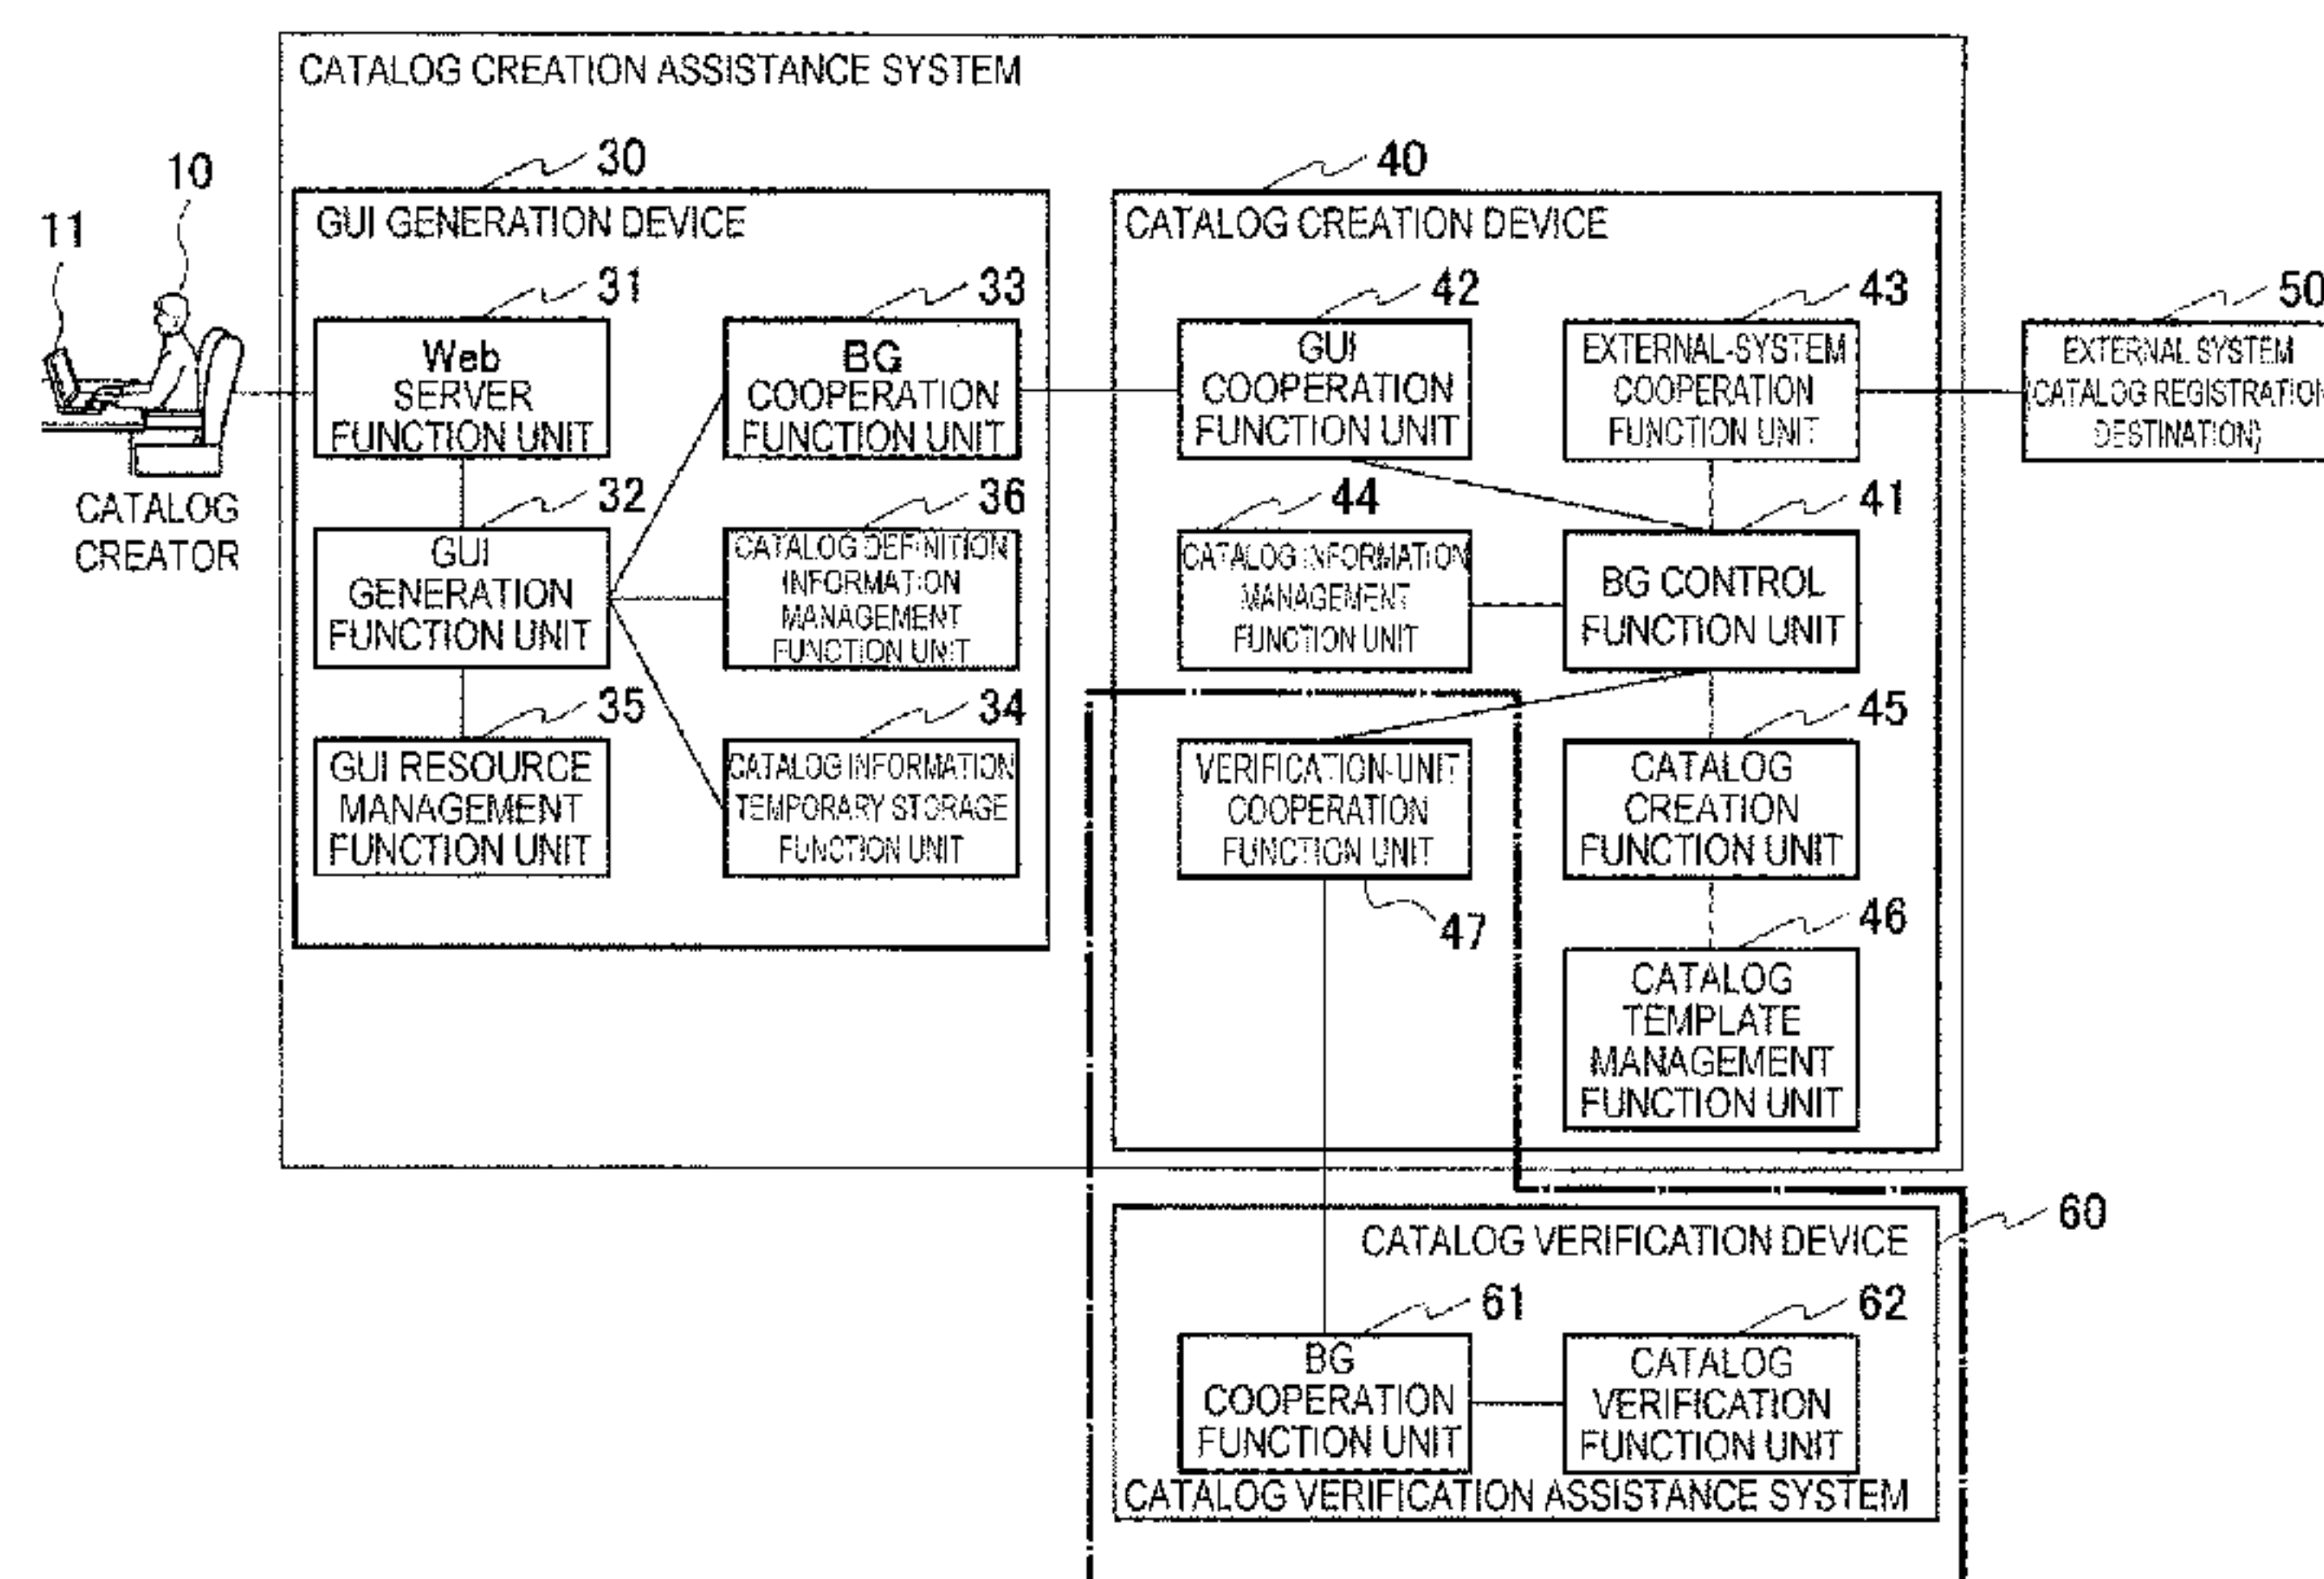 CATALOG CREATION ASSISTANCE SYSTEM
10
11
CATALOG
CREATOR
30
GUI GENERATION DEVICE
31
Web
SERVER
FUNCTION UNIT
33
BG
COOPERATION
FUNCTION UNIT
32
GUI
GENERATION
FUNCTION UNIT
36
CATALOG DEFINITION
INFORMATION
MANAGEMENT
FUNCTION UNIT
35
GUI RESOURCE
MANAGEMENT
FUNCTION UNIT
34
CATALOG INFORMATION
TEMPORARY STORAGE
FUNCTION UNIT
40
CATALOG CREATION DEVICE
42
GUI
COOPERATION
FUNCTION UNIT
43
EXTERNAL-SYSTEM
COOPERATION
FUNCTION UNIT
50
EXTERNAL SYSTEM
(CATALOG REGISTRATION
DESTINATION)
44
CATALOG INFORMATION
MANAGEMENT
FUNCTION UNIT
41
BG CONTROL
FUNCTION UNIT
VERIFICATION-UNIT
COOPERATION
FUNCTION UNIT
47
45
CATALOG
CREATION
FUNCTION UNIT
46
CATALOG
TEMPLATE
MANAGEMENT
FUNCTION UNIT
60
CATALOG VERIFICATION DEVICE
61
BG
COOPERATION
FUNCTION UNIT
62
CATALOG
VERIFICATION
FUNCTION UNIT
CATALOG VERIFICATION ASSISTANCE SYSTEM